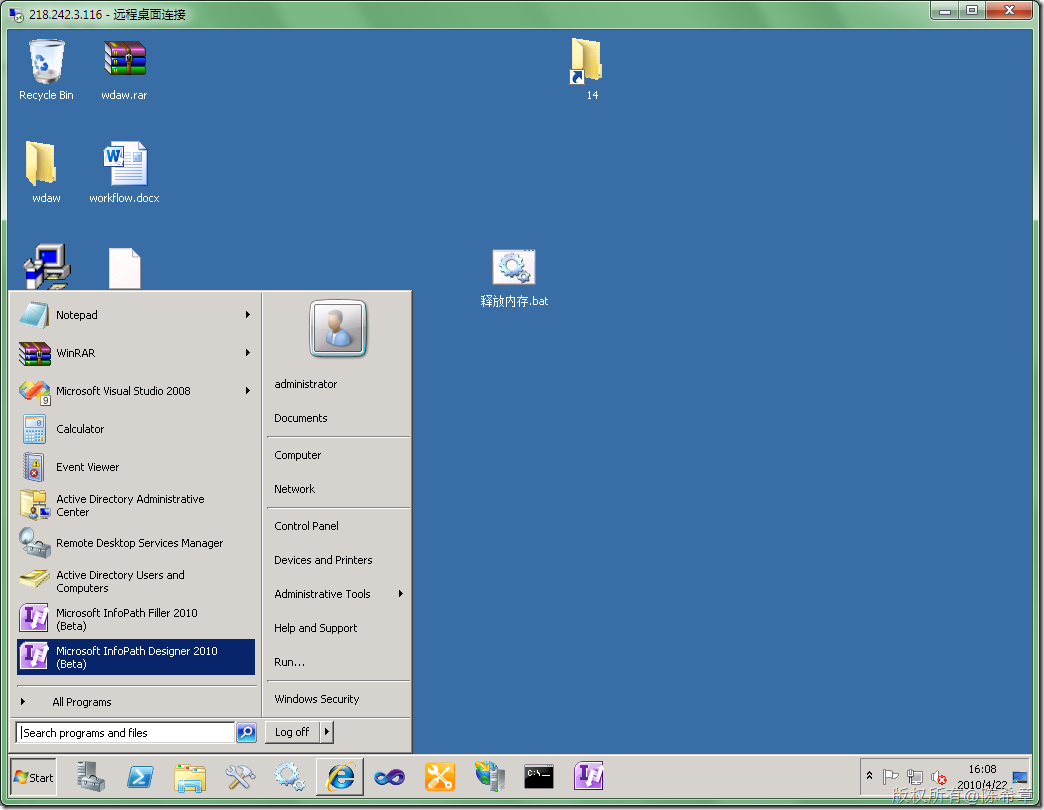 218.242.3.116 - 远程桌面连接
Recycle Bin
wdaw.rar
14
wdaw
workflow.docx
释放内存.bat
Notepad
WinRAR
Microsoft Visual Studio 2008
9
Calculator
Event Viewer
Active Directory Administrative
Center
Remote Desktop Services Manager
Active Directory Users and
Computers
Microsoft InfoPath Filler 2010
(Beta)
Microsoft InfoPath Designer 2010
(Beta)
All Programs
Search programs and files
administrator
Documents
Computer
Network
Control Panel
Devices and Printers
Administrative Tools
Help and Support
Run...
Windows Security
Log off
Start
C:\_
16:08
2010/4/22
版权所有@陈希章